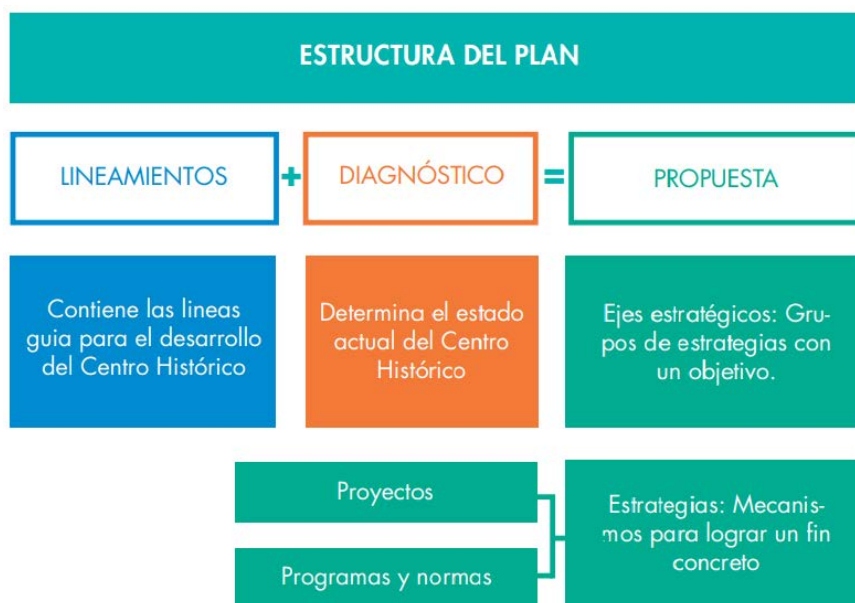 ESTRUCTURA DEL PLAN
LINEAMIENTOS
+
DIAGNÓSTICO
=
PROPUESTA
Contiene las lineas
guia para el desarrollo
del Centro Histórico
Determina el estado
actual del Centro
Histórico
Ejes estratégicos: Gru-
pos de estrategias con
un objetivo.
Proyectos
Programas y normas
Estrategias: Mecanis-
mos para lograr un fin
concreto